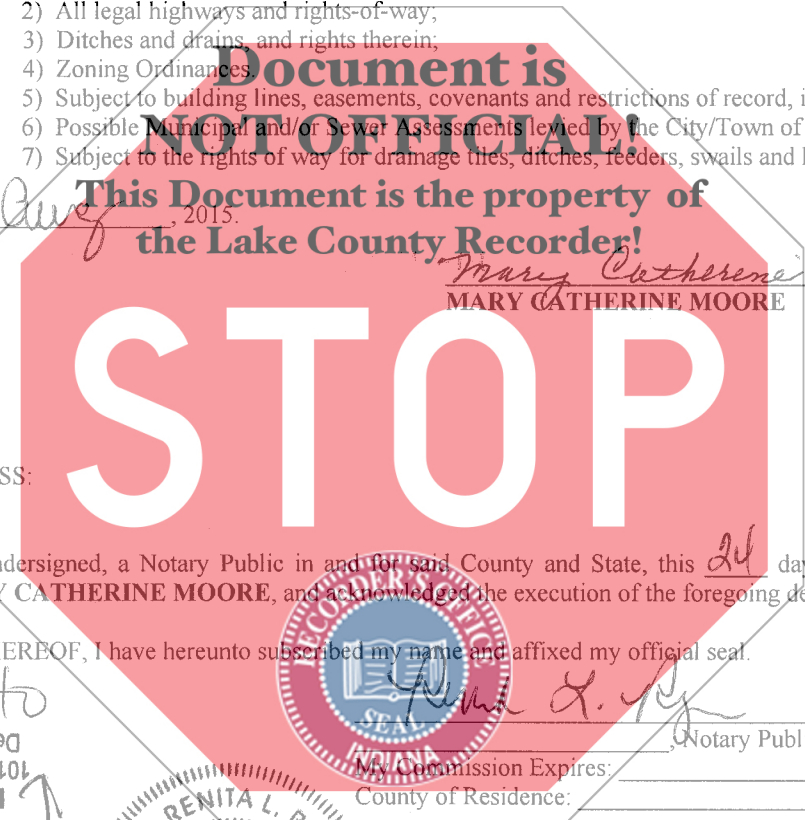 2) All legal highways and rights-of-way;
3) Ditches and drains, and rights therein;
4) Zoning Ordinances.
Document is
5) Subject to building lines, easements, covenants and restrictions of record, i
6) Possible Municipal and/or Sewer Assessments levied by the City/Town of
NOT OFFICIAL!
7) Subject to the rights of way for drainage tiles, ditches, feeders, swails and
This Document is the property of
Aug, 2015.
the Lake County Recorder!
Mary Catherine
MARY CATHERINE MOORE
STOP
SS:
ndersigned, a Notary Public in and for said County and State, this 24 day
Y CATHERINE MOORE, and acknowledged the execution of the foregoing de
EREOF, I have hereunto subscribed my name and affixed my official seal.
RECORDER'S OFFICE
SEAL
INDIANA
, Notary Publ
My Commission Expires:
County of Residence:
RENITA L.